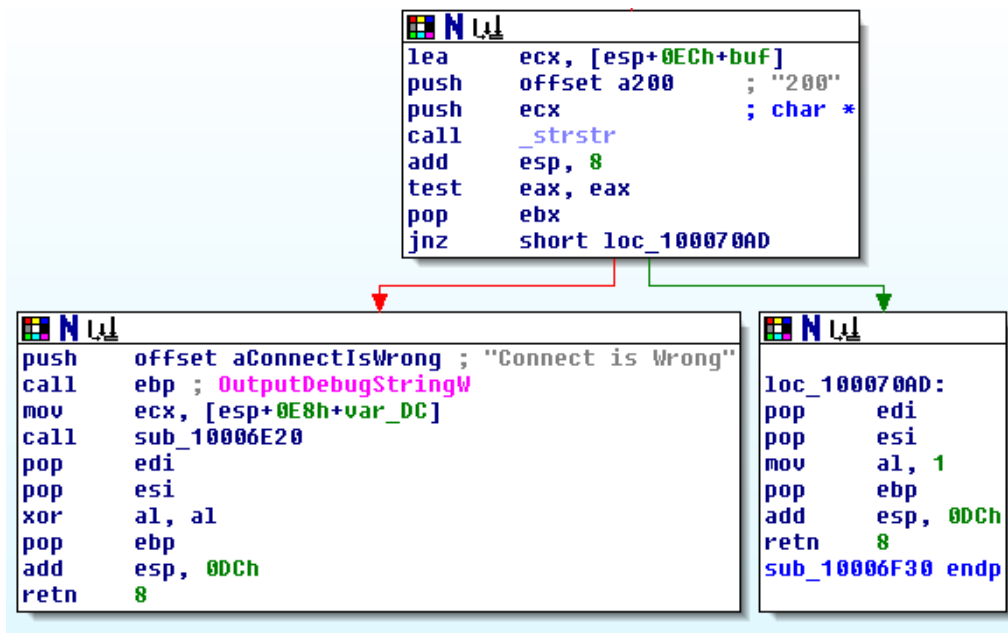 lea ecx, [esp+0ECh+buf]
push offset a200 ; "200"
push ecx ; char *
call _strstr
add esp, 8
test eax, eax
pop ebx
jnz short loc_100070AD
push offset aConnectIsWrong ; "Connect is Wrong"
call ebp ; OutputDebugStringW
mov ecx, [esp+0E8h+var_DC]
call sub_10006E20
pop edi
pop esi
xor al, al
pop ebp
add esp, 0DCh
retn 8
loc_100070AD:
pop edi
pop esi
mov al, 1
pop ebp
add esp, 0DCh
retn 8
sub_10006F30 endp